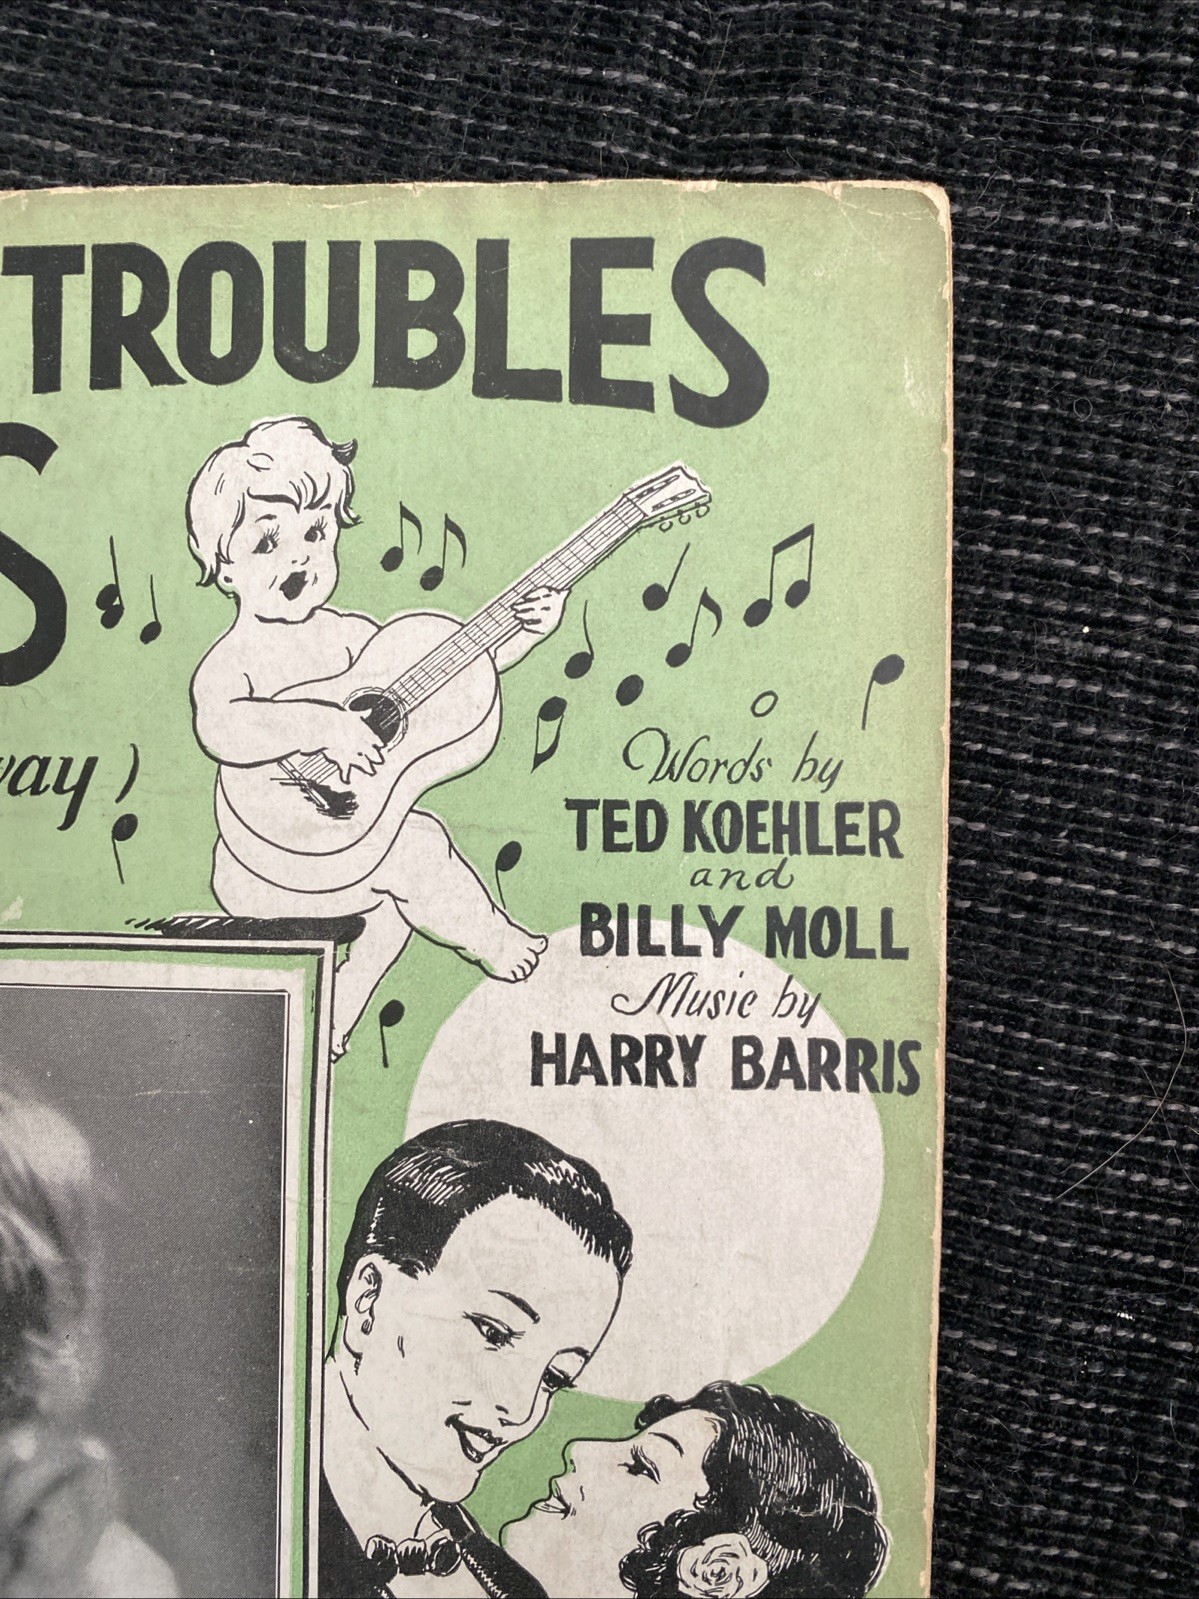 TROUBLES
S
way)
Words by
TED KOEHLER
and
BILLY MOLL
Music by
HARRY BARRIS